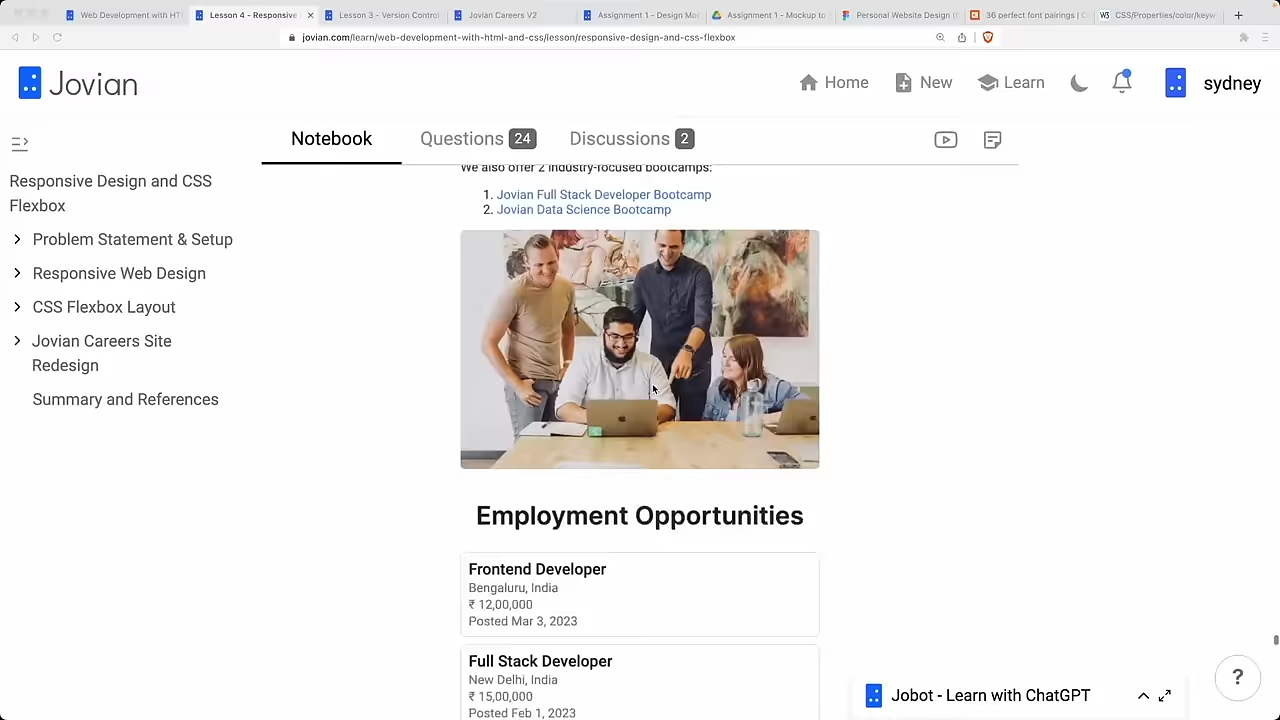 Web Development with HT
Lesson 4 - Responsive
Lesson 3 - Version Control
Jovian Careers V2
Assignment 1 - Design Moc
Assignment 1 - Mockup to
Personal Website Design (
36 perfect font pairings | C
CSS/Properties/color/keyw
jovian.com/learn/web-development-with-html-and-css/lesson/responsive-design-and-css-flexbox
Jovian
Home
New
Learn
sydney
Notebook
Questions 24
Discussions 2
Responsive Design and CSS
Flexbox
Problem Statement & Setup
Responsive Web Design
CSS Flexbox Layout
Jovian Careers Site
Redesign
Summary and References
We also offer 2 industry-focused bootcamps:
1. Jovian Full Stack Developer Bootcamp
2. Jovian Data Science Bootcamp
Employment Opportunities
Frontend Developer
Bengaluru, India
₹ 12,00,000
Posted Mar 3, 2023
Full Stack Developer
New Delhi, India
₹ 15,00,000
Posted Feb 1, 2023
Jobot - Learn with ChatGPT
?